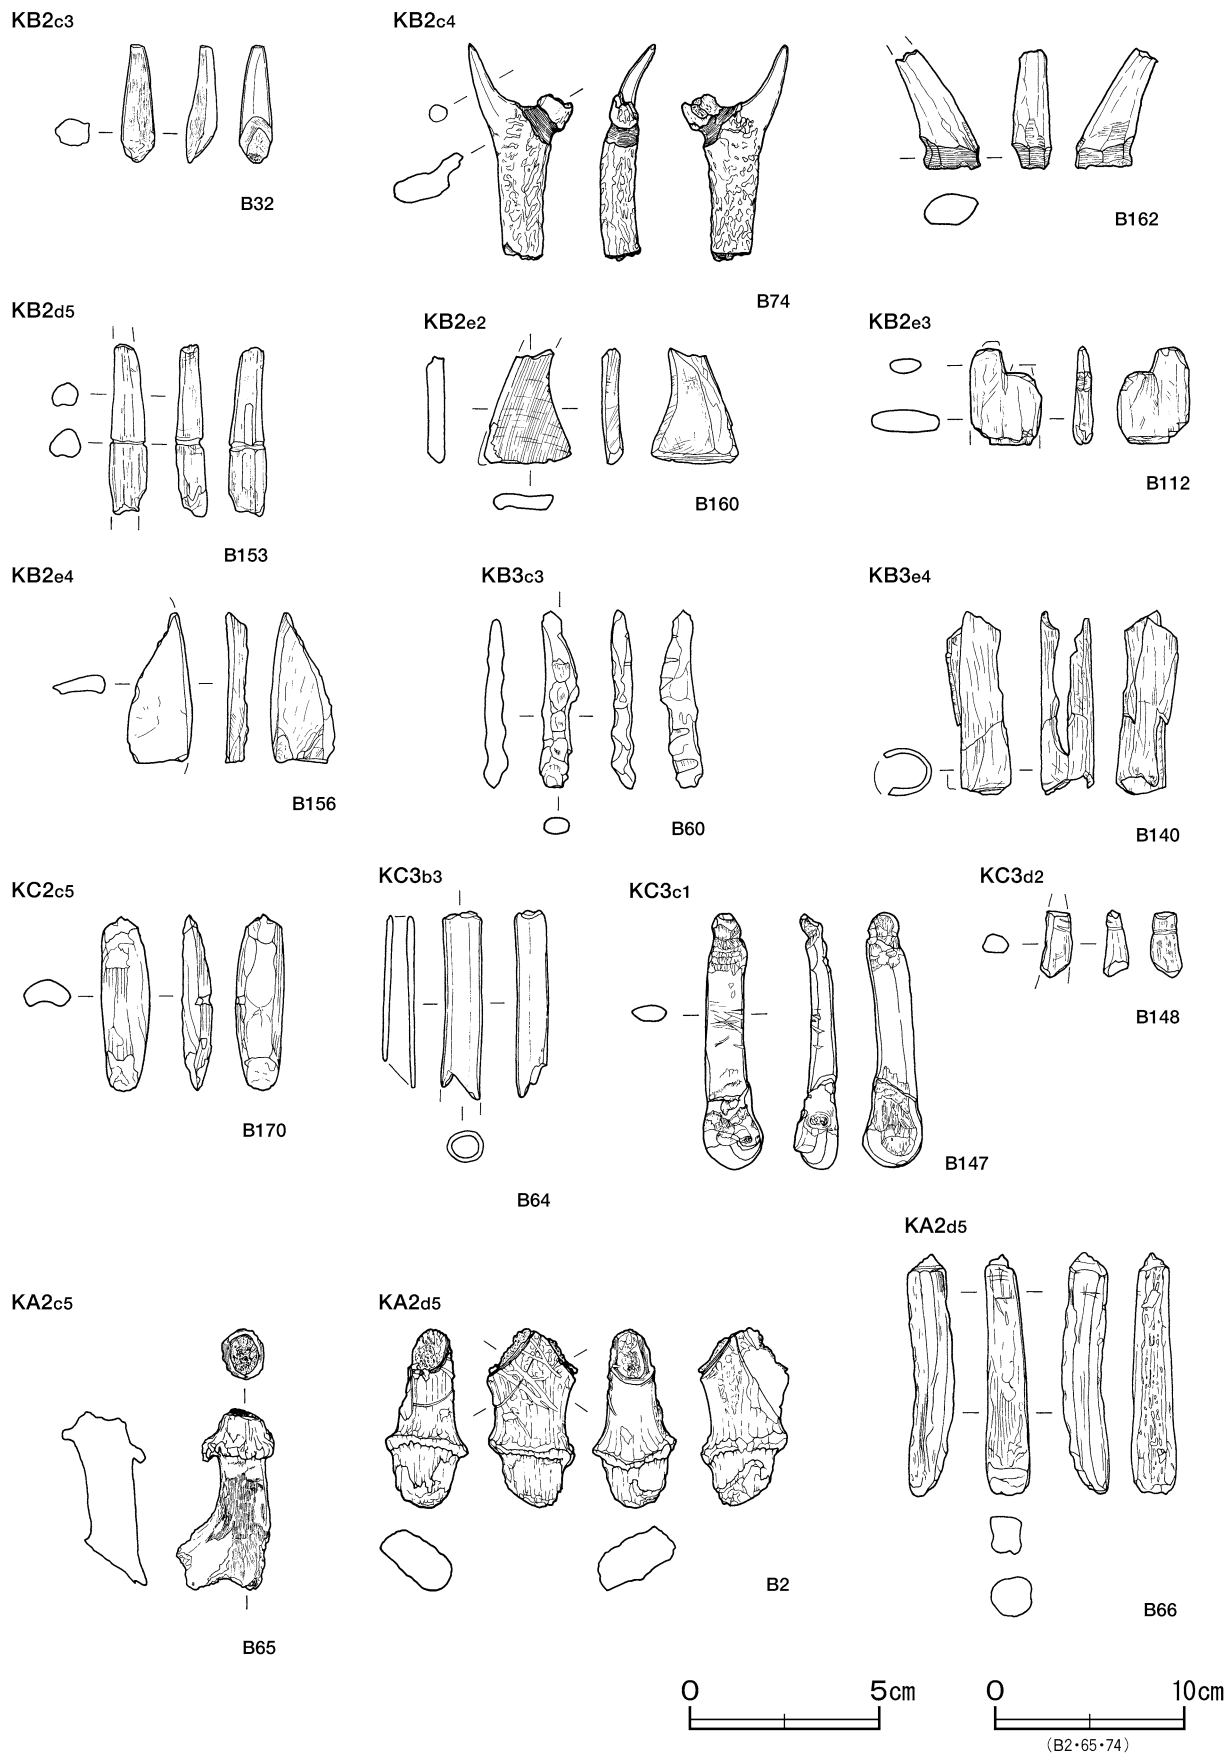 KB2c3
KB2c4
B32
B74
B162
KB2d5
KB2e2
KB2e3
B153
B160
B112
KB2e4
KB3c3
KB3e4
B156
B60
B140
KC2c5
KC3b3
KC3c1
KC3d2
B170
B64
B147
B148
KA2c5
KA2d5
KA2d5
B65
B2
B66
0 5cm
0 10cm
(B2・65・74)